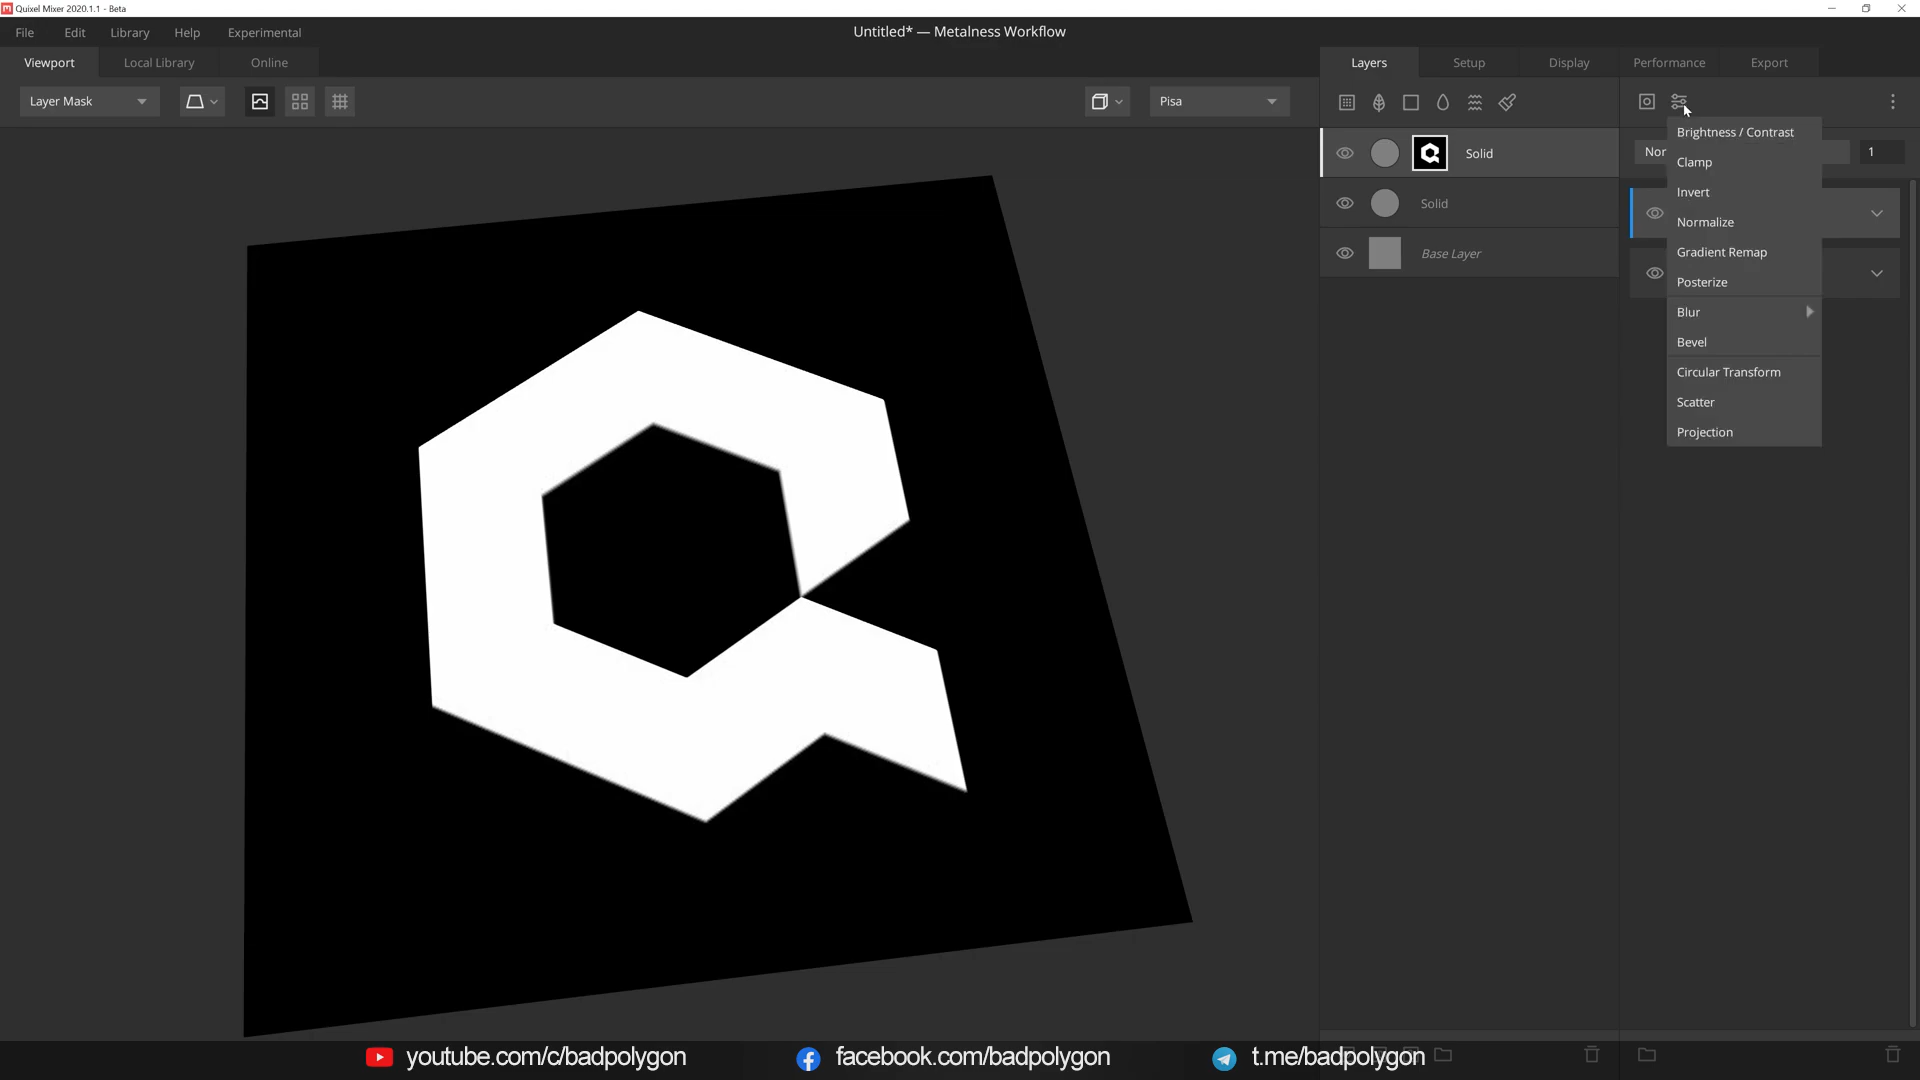 Quixel Mixer 2020.1.1 - Beta
File Edit Library Help Experimental
Untitled* — Metalness Workflow
Viewport Local Library Online
Layers Setup Display Performance Export
Layer Mask
Pisa
Brightness / Contrast
Clamp
Invert
Normalize
Gradient Remap
Posterize
Blur
Bevel
Circular Transform
Scatter
Projection
Nor
1
Solid
Solid
Base Layer
youtube.com/c/badpolygon
facebook.com/badpolygon
t.me/badpolygon